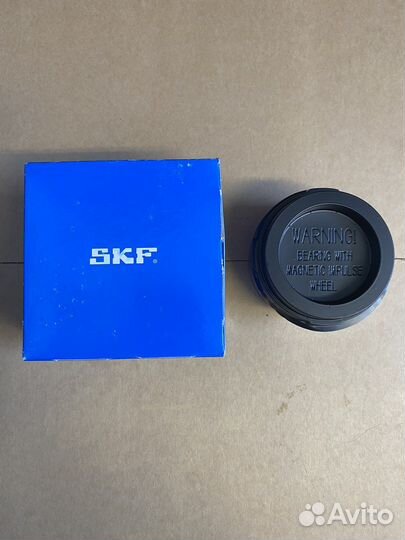 SKF
WARNING!
BEARING WITH
MAGNETIC IMPULSE
WHEEL
Avito